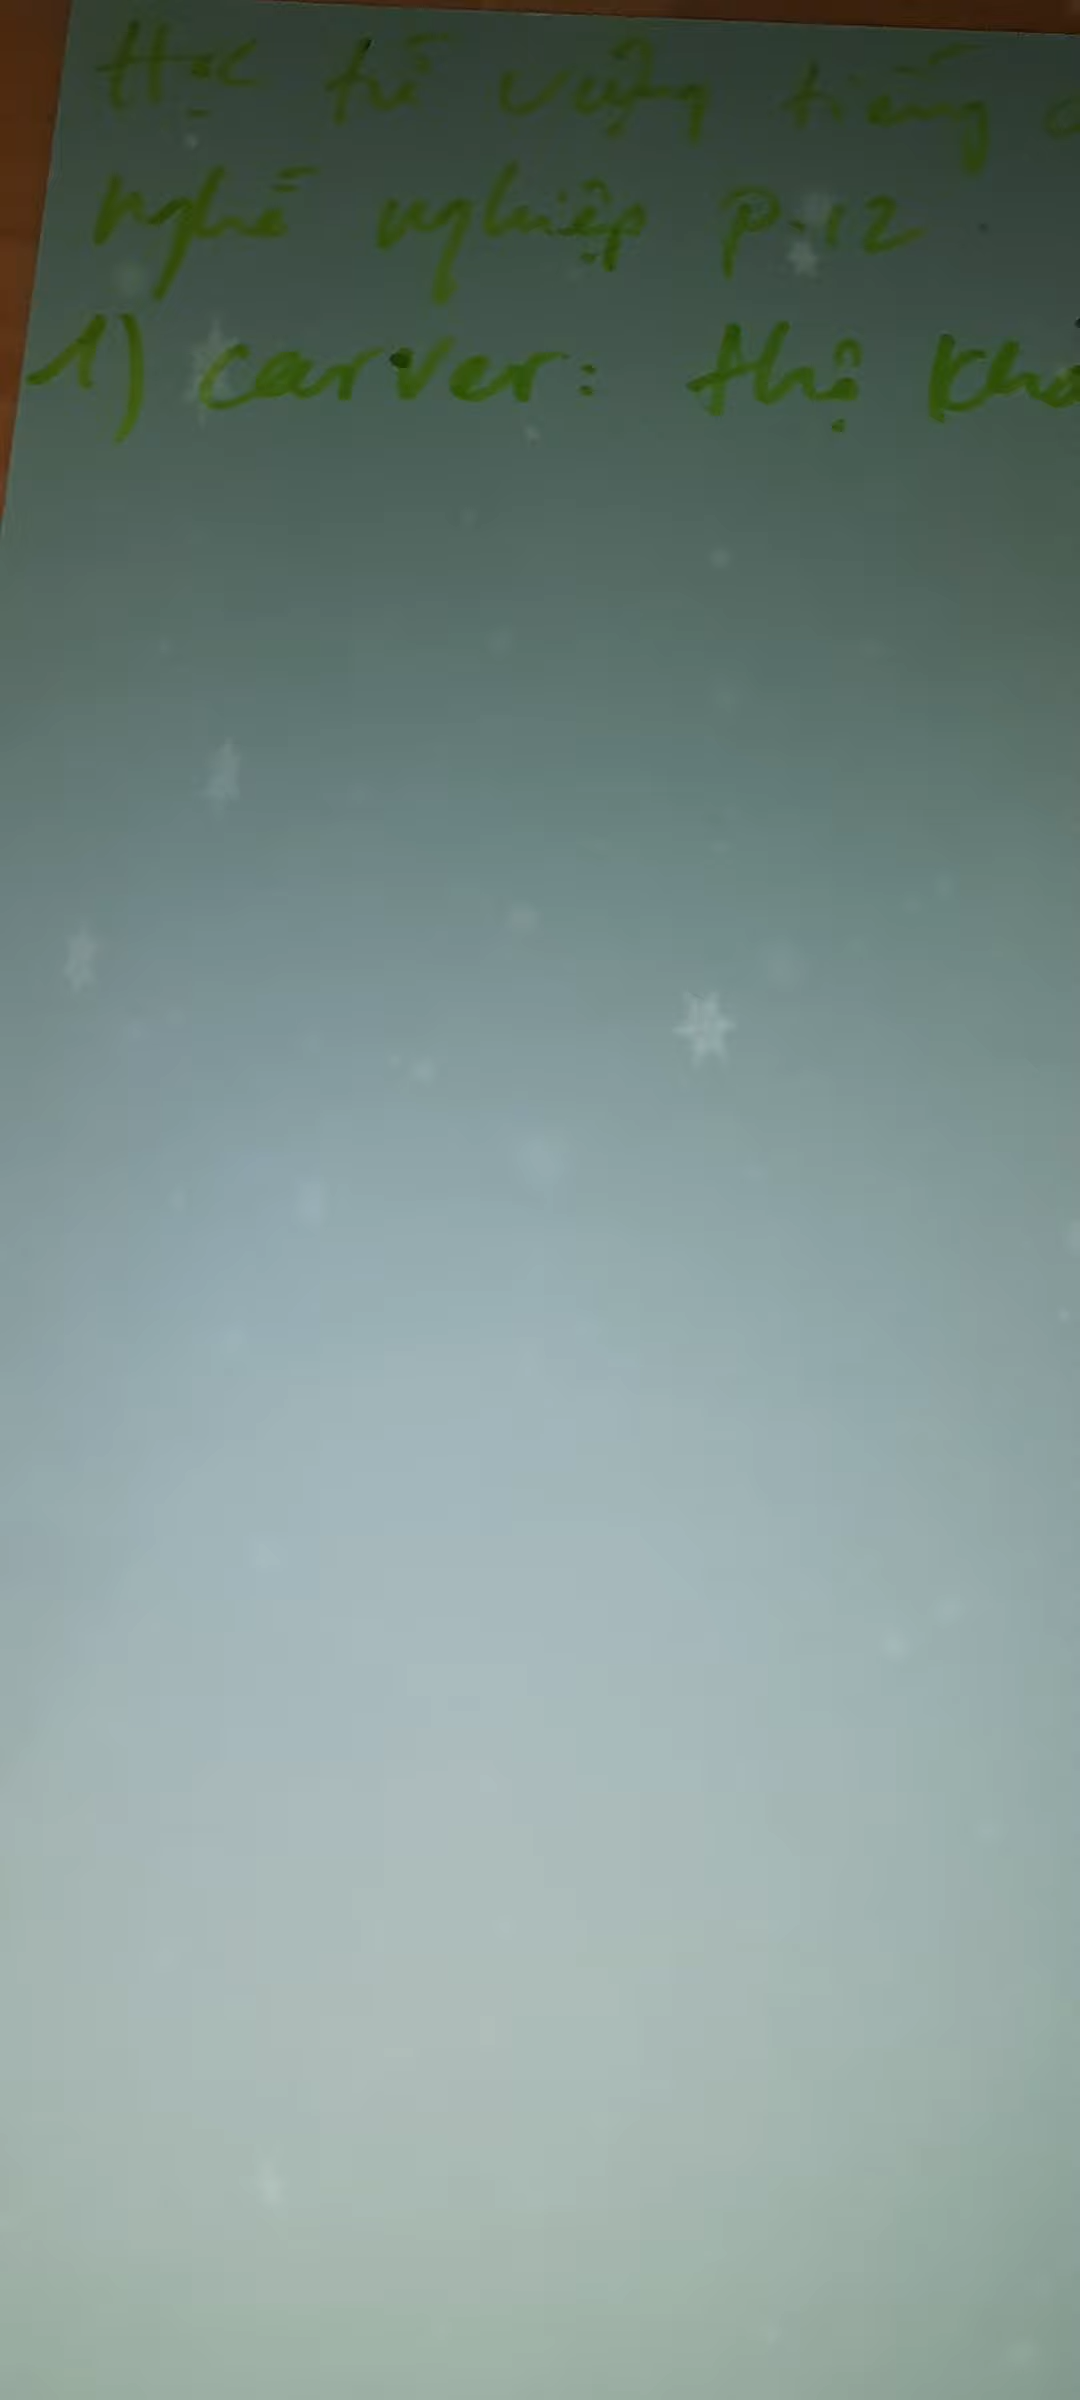 Học từ vựng tiếng
nghề nghiệp P.12
1) carver: thợ